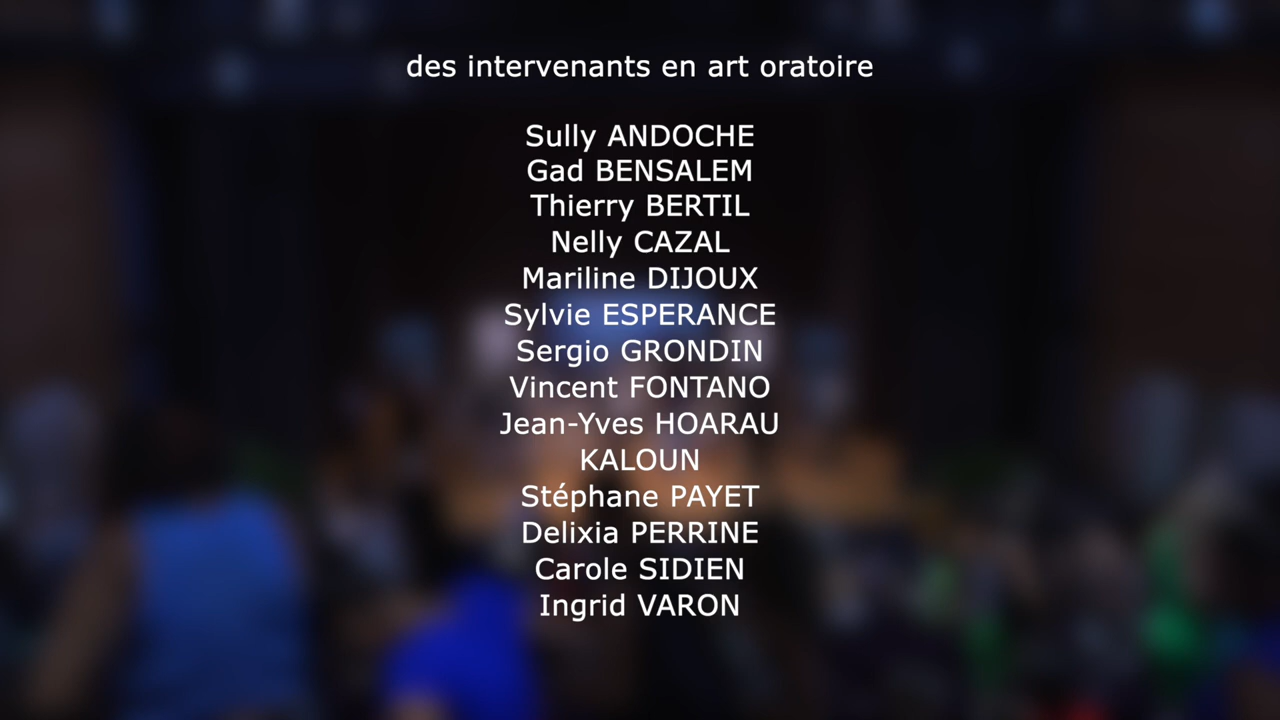 des intervenants en art oratoire
Sully ANDOCHE
Gad BENSALEM
Thierry BERTIL
Nelly CAZAL
Mariline DIJOUX
Sylvie ESPERANCE
Sergio GRONDIN
Vincent FONTANO
Jean-Yves HOARAU
KALOUN
Stéphane PAYET
Delixia PERRINE
Carole SIDIEN
Ingrid VARON